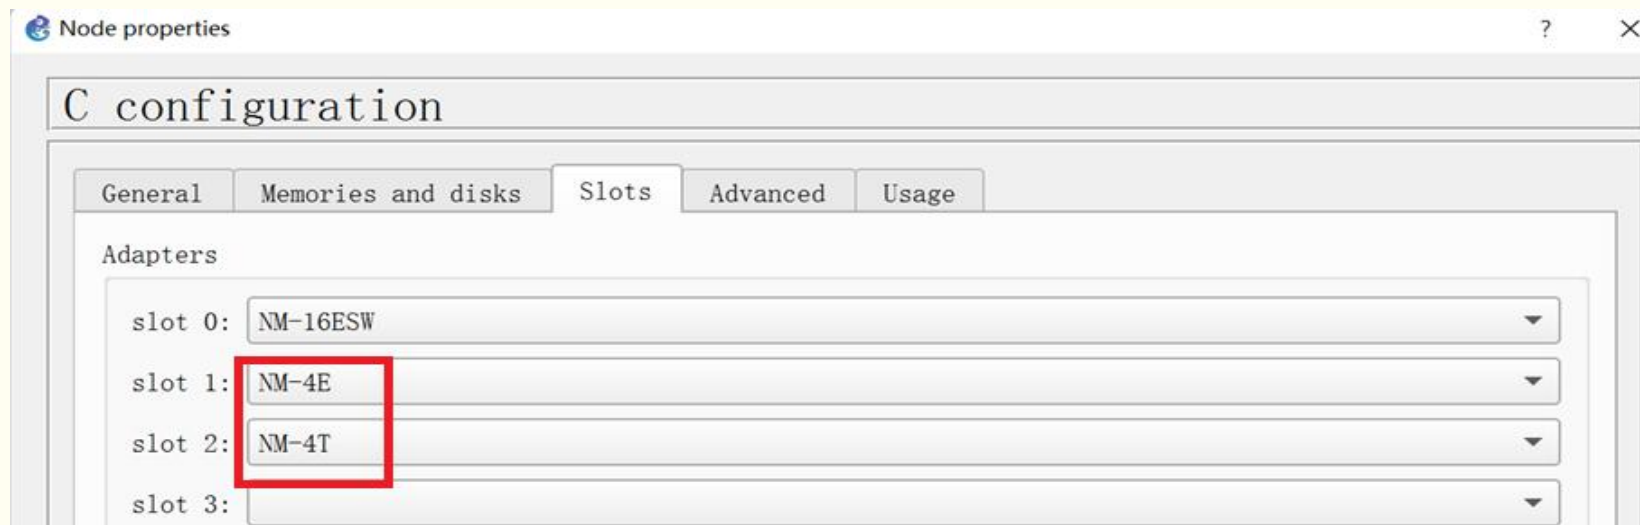 Node properties ? ×
C configuration
General Memories and disks Slots Advanced Usage
Adapters
slot 0: NM-16ESW
slot 1: NM-4E
slot 2: NM-4T
slot 3: